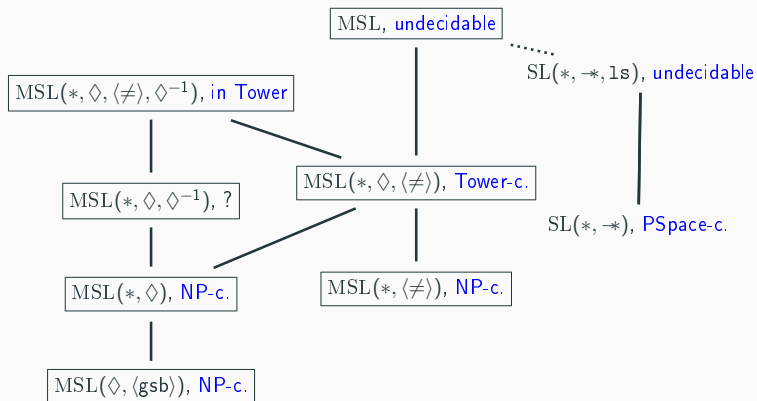 MSL, undecidable
SL(∗, −∗, ls), undecidable
MSL(∗, ◊, ⟨≠⟩, ◊⁻¹), in Tower
MSL(∗, ◊, ⟨≠⟩), Tower-c.
MSL(∗, ◊, ◊⁻¹), ?
SL(∗, −∗), PSpace-c.
MSL(∗, ◊), NP-c.
MSL(∗, ⟨≠⟩), NP-c.
MSL(◊, ⟨gsb⟩), NP-c.